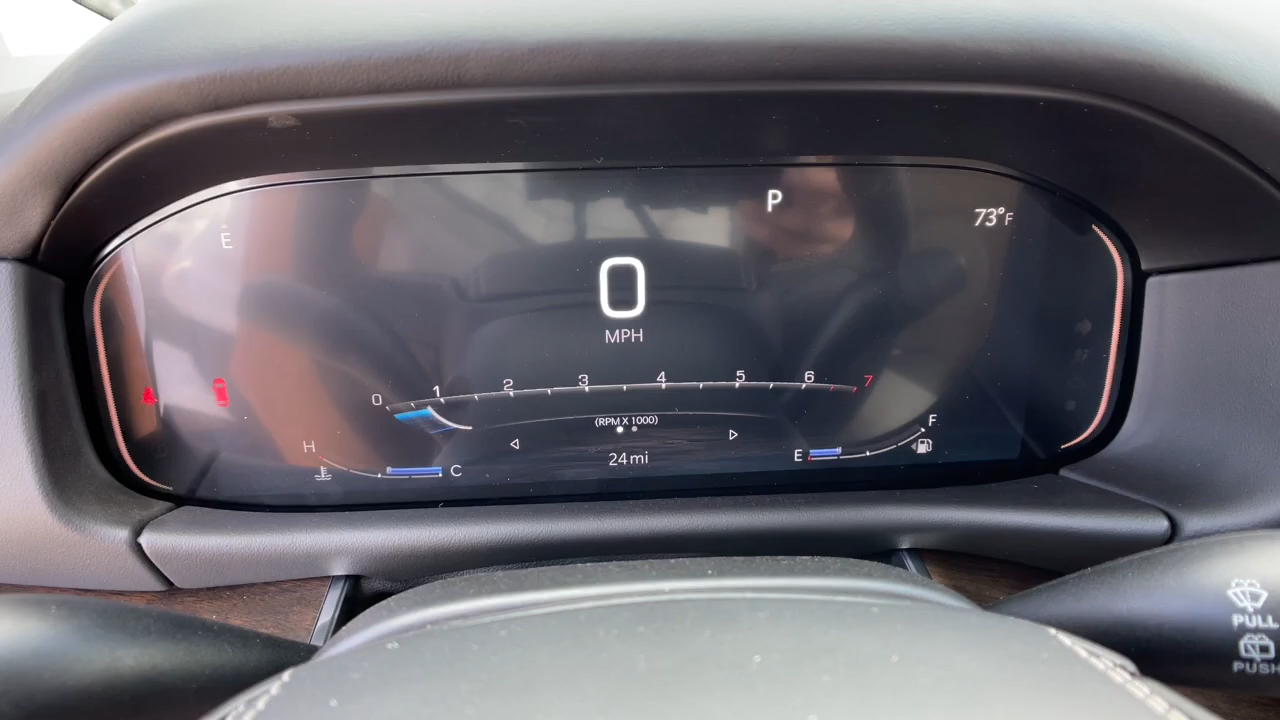 P
73°F
E
0
MPH
0 1 2 3 4 5 6 7
(RPM X 1000)
H
C
24mi
E
F
PULL
PUSH